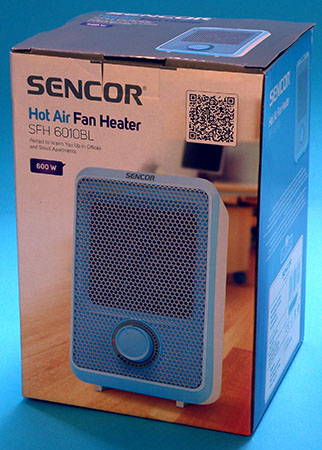 SENCOR®
Hot Air Fan Heater
SFH 6010BL
Perfect to Warm You Up in Offices
and Small Apartments
600 W
SENCOR